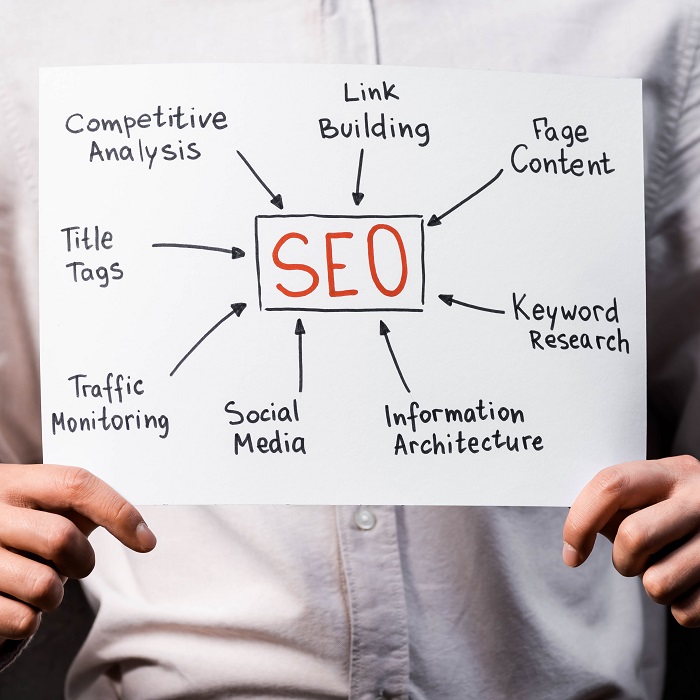 Competitive
Analysis
Link
Building
Fage
Content
Title
Tags
SEO
Keyword
Research
Traffic
Monitoring
Social
Media
Information
Architecture